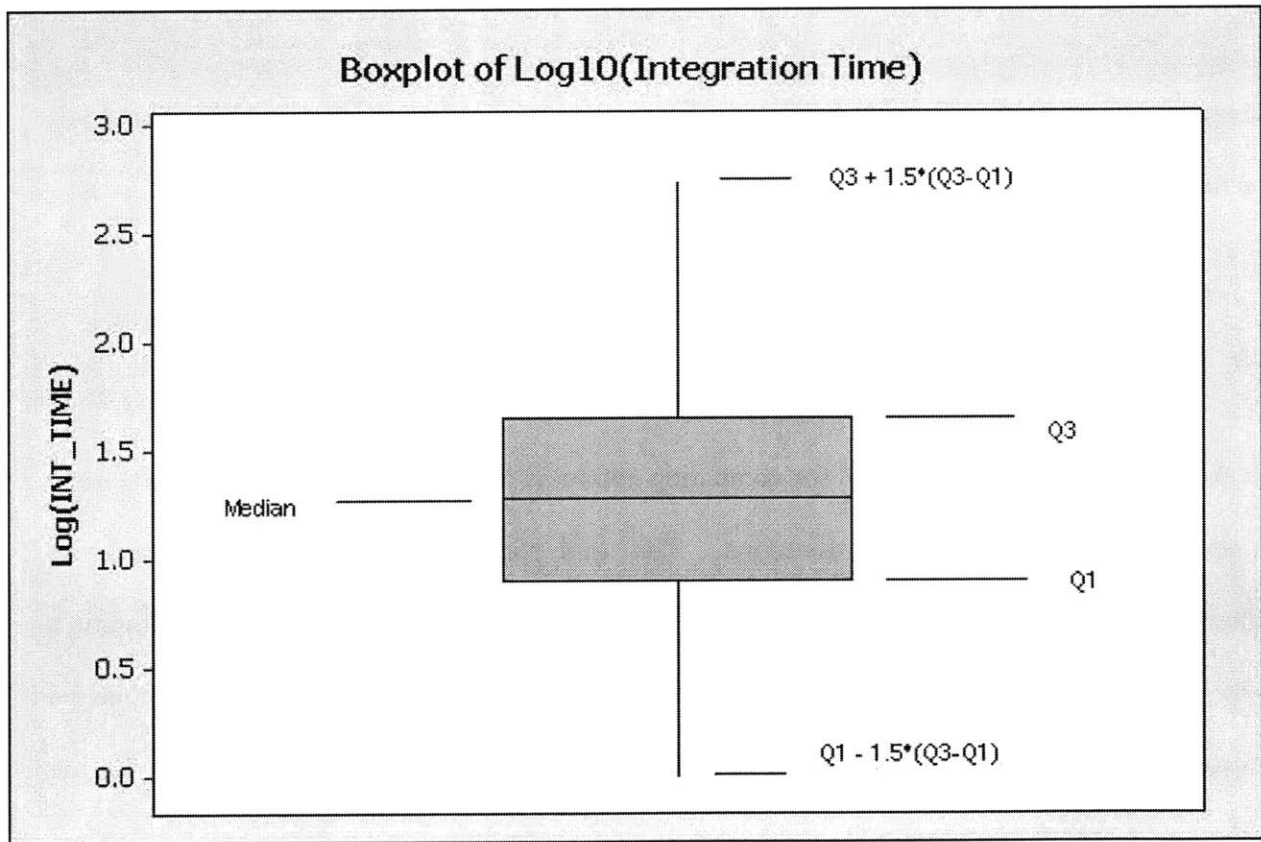 Boxplot of Log10(Integration Time)
3.0
Q3 + 1.5*(Q3-Q1)
2.5
2.0
Log(INT_TIME)
1.5
Q3
Median
1.0
Q1
0.5
Q1 - 1.5*(Q3-Q1)
0.0